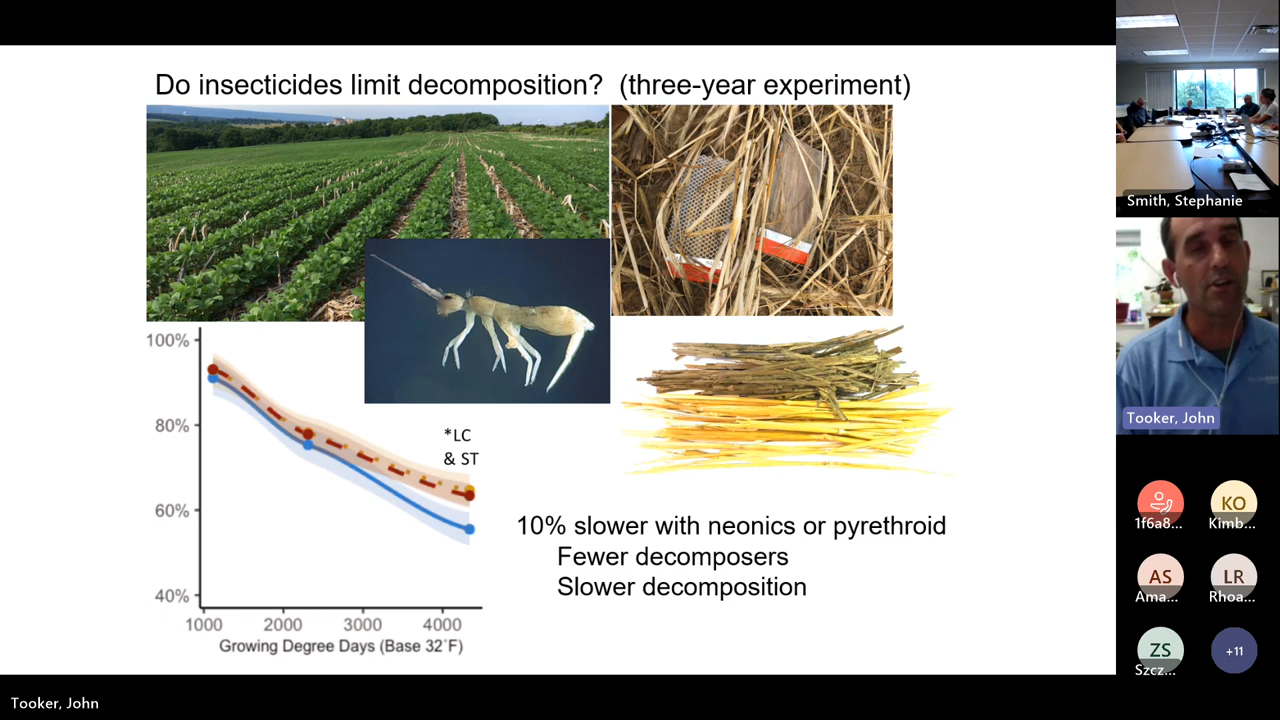 Do insecticides limit decomposition? (three-year experiment)
100%
80%
60%
40%
*LC
& ST
1000 2000 3000 4000
Growing Degree Days (Base 32°F)
10% slower with neonics or pyrethroid
Fewer decomposers
Slower decomposition
Smith, Stephanie
Tooker, John
1f6a8...
KO
Kimb...
AS
Ama...
LR
Rhoa...
ZS
Szcz...
+11
Tooker, John